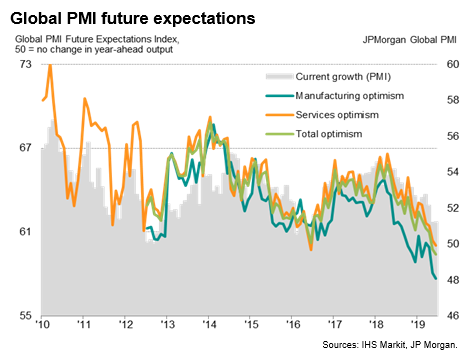 Global PMI future expectations
Global PMI Future Expectations Index,
50 = no change in year-ahead output
JPMorgan Global PMI
73
67
61
55
60
58
56
54
52
50
48
46
Current growth (PMI)
Manufacturing optimism
Services optimism
Total optimism
'10 '11 '12 '13 '14 '15 '16 '17 '18 '19
Sources: IHS Markit, JP Morgan.